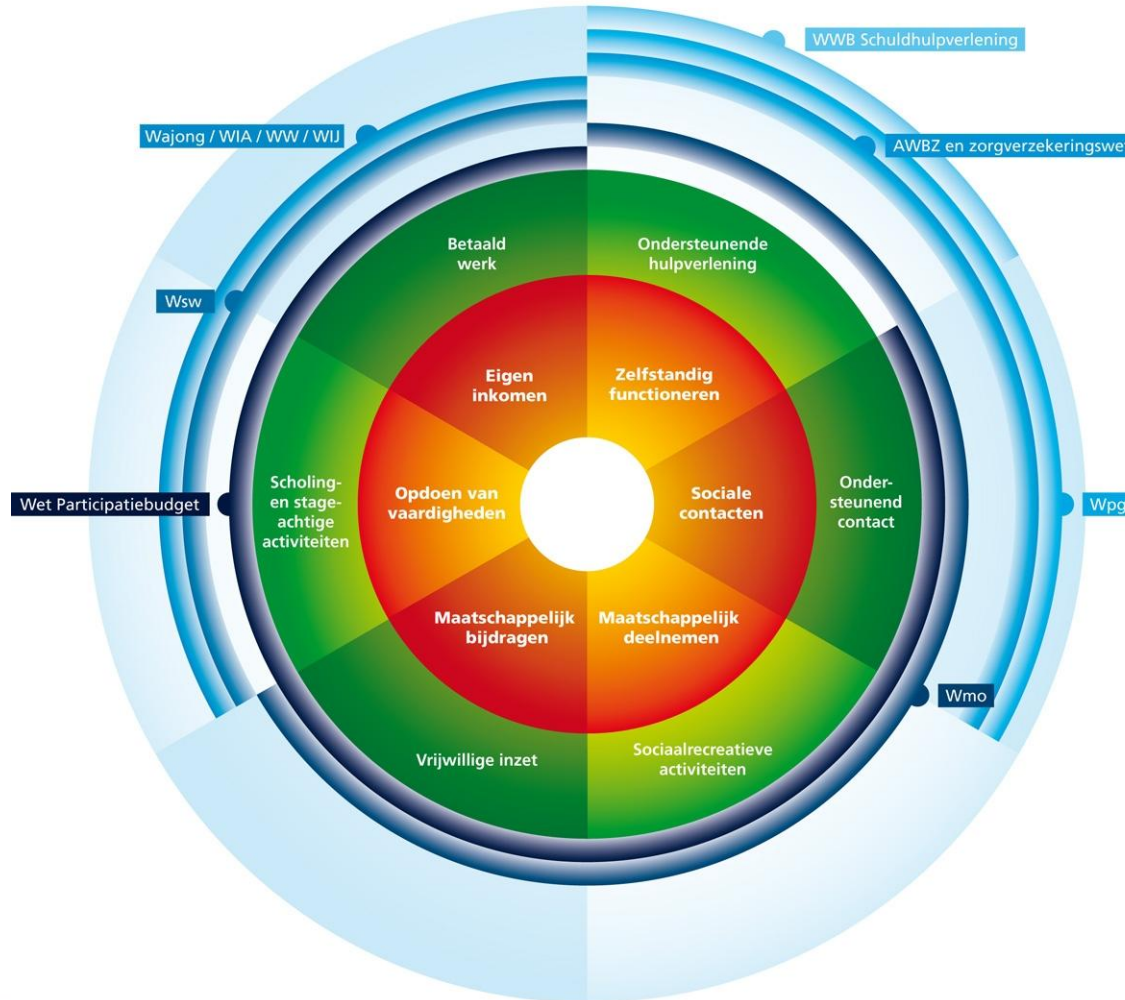 WWB Schuldhulpverlening
Wajong / WIA / WW / WIJ
AWBZ en zorgverzekeringswet
Betaald
werk
Ondersteunende
hulpverlening
Wsw
Eigen
inkomen
Zelfstandig
functioneren
Wet Participatiebudget
Scholing-
en stage-
achtige
activiteiten
Opdoen van
vaardigheden
Sociale
contacten
Onder-
steunend
contact
Wpg
Maatschappelijk
bijdragen
Maatschappelijk
deelnemen
Wmo
Vrijwillige inzet
Sociaalrecreatieve
activiteiten